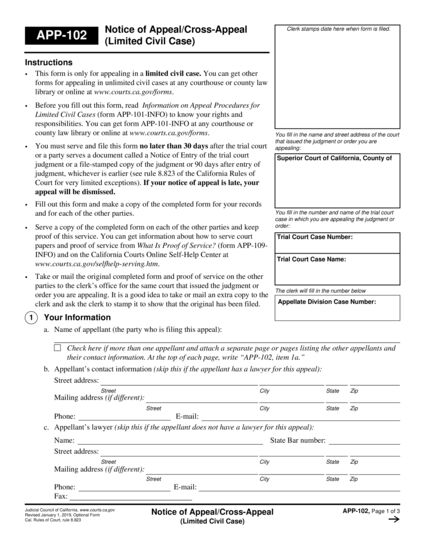 APP-102
Notice of Appeal/Cross-Appeal
(Limited Civil Case)
Clerk stamps date here when form is filed.
Instructions
• This form is only for appealing in a limited civil case. You can get other
forms for appealing in unlimited civil cases at any courthouse or county law
library or online at www.courts.ca.gov/forms.
• Before you fill out this form, read Information on Appeal Procedures for
Limited Civil Cases (form APP-101-INFO) to know your rights and
responsibilities. You can get form APP-101-INFO at any courthouse or
county law library or online at www.courts.ca.gov/forms.
• You must serve and file this form no later than 30 days after the trial court
or a party serves a document called a Notice of Entry of the trial court
judgment or a file-stamped copy of the judgment or 90 days after entry of
judgment, whichever is earlier (see rule 8.823 of the California Rules of
Court for very limited exceptions). If your notice of appeal is late, your
appeal will be dismissed.
• Fill out this form and make a copy of the completed form for your records
and for each of the other parties.
• Serve a copy of the completed form on each of the other parties and keep
proof of this service. You can get information about how to serve court
papers and proof of service from What Is Proof of Service? (form APP-109-
INFO) and on the California Courts Online Self-Help Center at
www.courts.ca.gov/selfhelp-serving.htm.
• Take or mail the original completed form and proof of service on the other
parties to the clerk's office for the same court that issued the judgment or
order you are appealing. It is a good idea to take or mail an extra copy to the
clerk and ask the clerk to stamp it to show that the original has been filed.
You fill in the name and street address of the court
that issued the judgment or order you are
appealing:
Superior Court of California, County of
You fill in the number and name of the trial court
case in which you are appealing the judgment or
order:
Trial Court Case Number:
Trial Court Case Name:
The clerk will fill in the number below
Appellate Division Case Number:
1 Your Information
a. Name of appellant (the party who is filing this appeal):
Check here if more than one appellant and attach a separate page or pages listing the other appellants and
their contact information. At the top of each page, write "APP-102, item 1a."
b. Appellant's contact information (skip this if the appellant has a lawyer for this appeal):
Street address:
Street City State Zip
Mailing address (if different):
Street City State Zip
Phone: E-mail:
c. Appellant's lawyer (skip this if the appellant does not have a lawyer for this appeal):
Name: State Bar number:
Street address:
Street City State Zip
Mailing address (if different):
Street City State Zip
Phone: E-mail:
Fax:
Judicial Council of California, www.courts.ca.gov
Revised January 1, 2019, Optional Form
Cal. Rules of Court, rule 8.823
Notice of Appeal/Cross-Appeal
(Limited Civil Case)
APP-102, Page 1 of 3